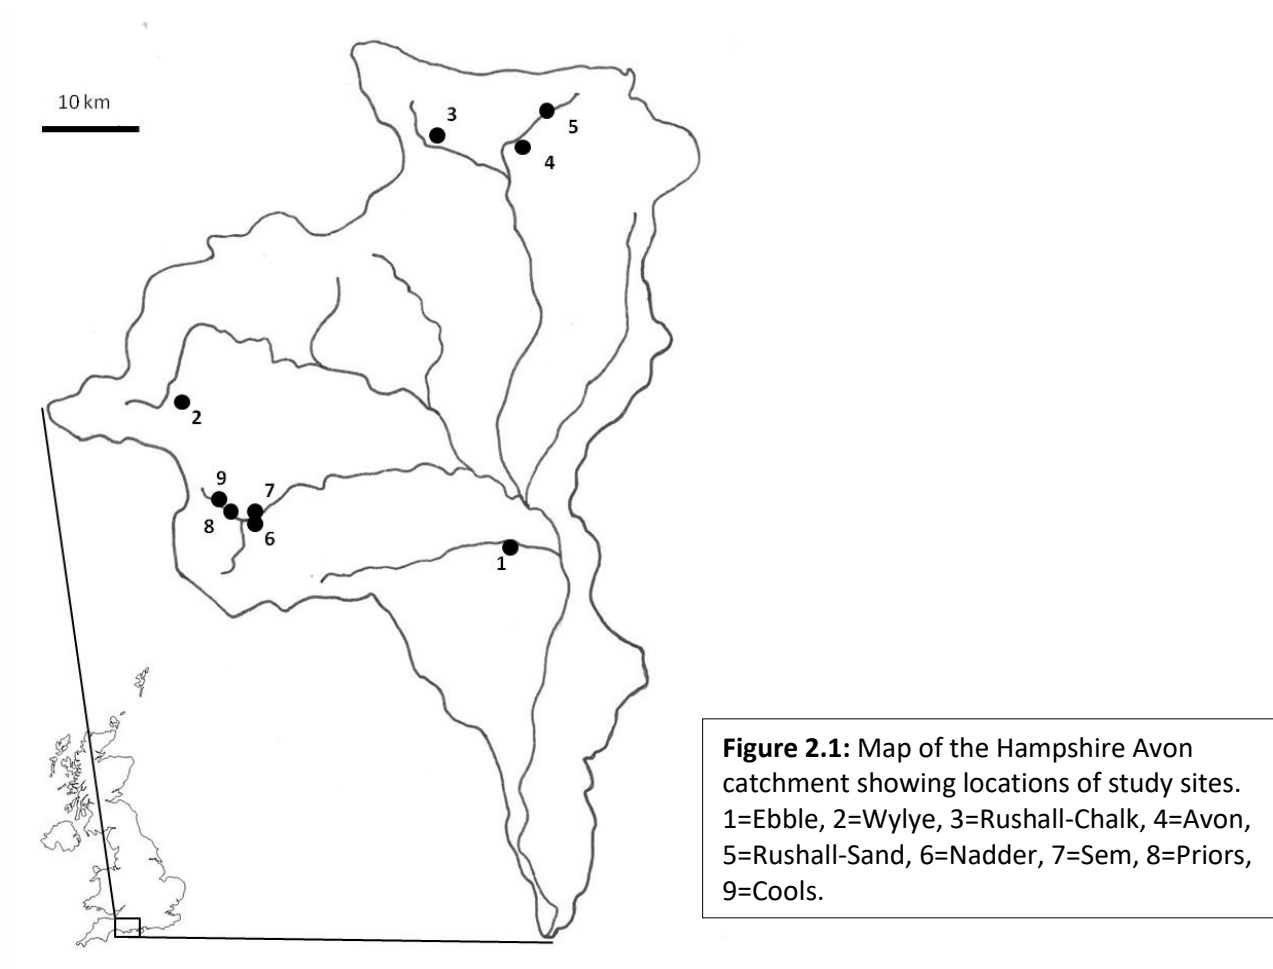 10 km
3
5
4
2
9
7
8
6
1
Figure 2.1: Map of the Hampshire Avon
catchment showing locations of study sites.
1=Ebble, 2=Wylye, 3=Rushall-Chalk, 4=Avon,
5=Rushall-Sand, 6=Nadder, 7=Sem, 8=Priors,
9=Cools.